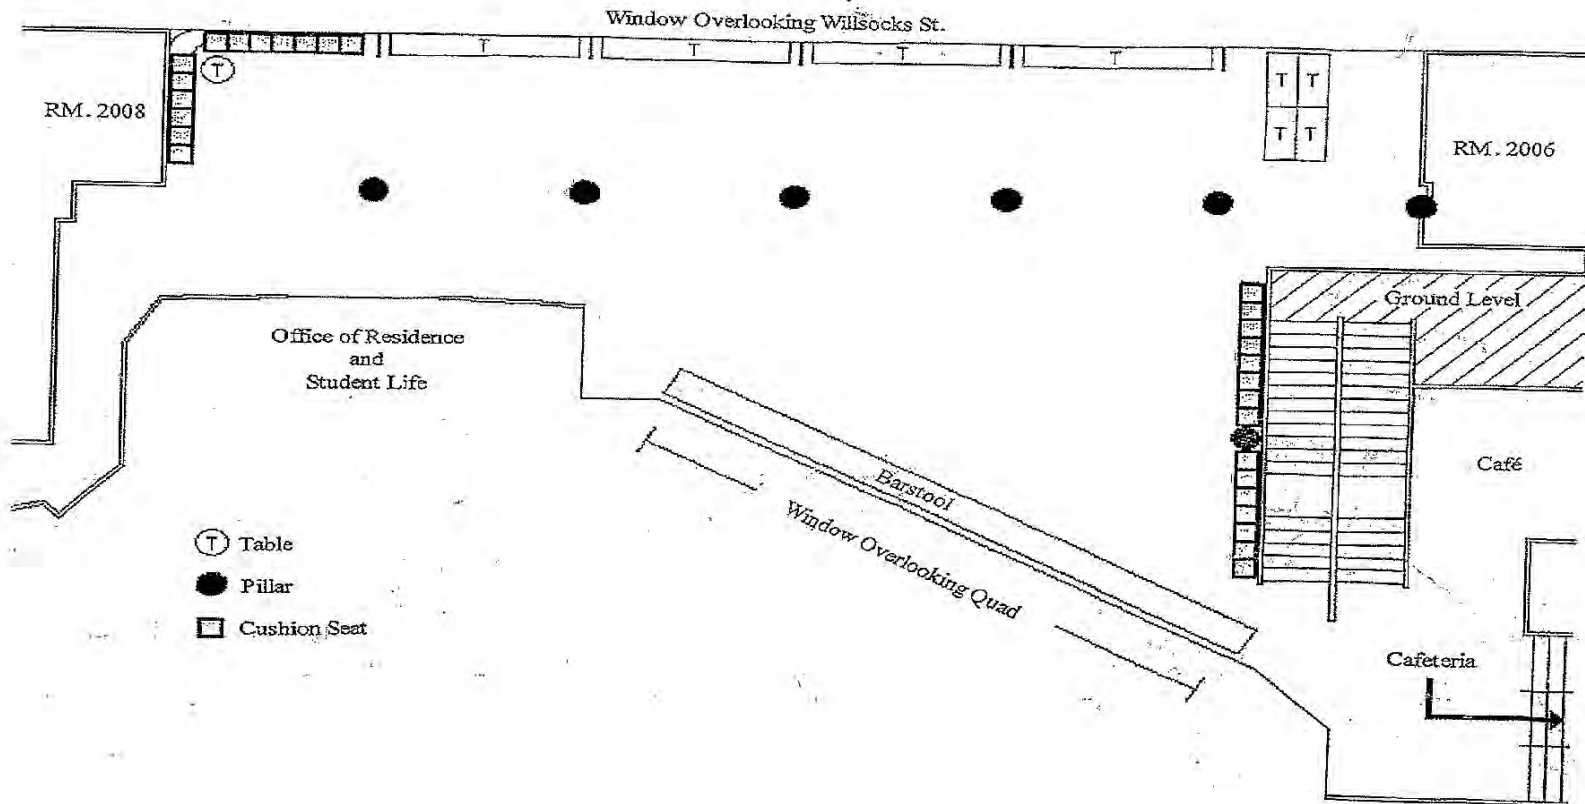 Window Overlooking Willsocks St.
T
T
T
T
T
T T
T T
RM. 2008
RM. 2006
Ground Level
Office of Residence
and
Student Life
Barstool
Café
Window Overlooking Quad
T Table
Pillar
Cushion Seat
Cafeteria